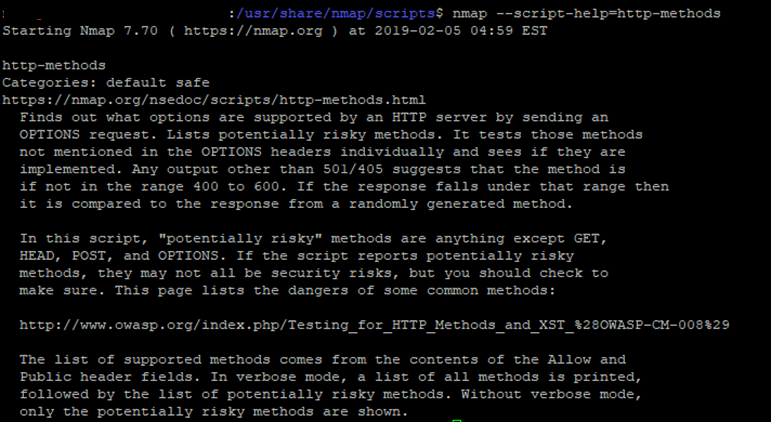 :/usr/share/nmap/scripts$ nmap --script-help=http-methods
Starting Nmap 7.70 ( https://nmap.org ) at 2019-02-05 04:59 EST
http-methods
Categories: default safe
https://nmap.org/nsedoc/scripts/http-methods.html
Finds out what options are supported by an HTTP server by sending an
OPTIONS request. Lists potentially risky methods. It tests those methods
not mentioned in the OPTIONS headers individually and sees if they are
implemented. Any output other than 501/405 suggests that the method is
if not in the range 400 to 600. If the response falls under that range then
it is compared to the response from a randomly generated method.
In this script, "potentially risky" methods are anything except GET,
HEAD, POST, and OPTIONS. If the script reports potentially risky
methods, they may not all be security risks, but you should check to
make sure. This page lists the dangers of some common methods:
http://www.owasp.org/index.php/Testing_for_HTTP_Methods_and_XST_%28OWASP-CM-008%29
The list of supported methods comes from the contents of the Allow and
Public header fields. In verbose mode, a list of all methods is printed,
followed by the list of potentially risky methods. Without verbose mode,
only the potentially risky methods are shown.